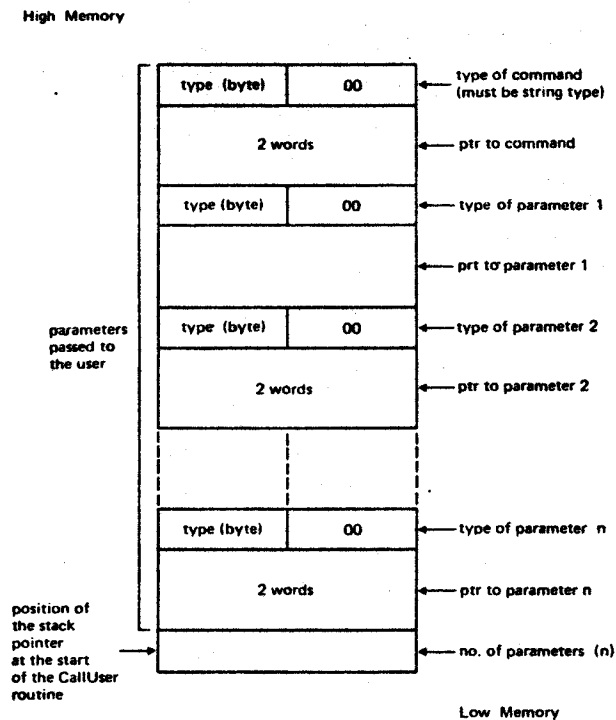 High Memory
type (byte)
00
type of command
(must be string type)
2 words
ptr to command
type (byte)
00
type of parameter 1
prt to parameter 1
type (byte)
00
type of parameter 2
parameters
passed to
the user
2 words
ptr to parameter 2
type (byte)
00
type of parameter n
2 words
ptr to parameter n
position of
the stack
pointer
at the start
of the CallUser
routine
no. of parameters (n)
Low Memory